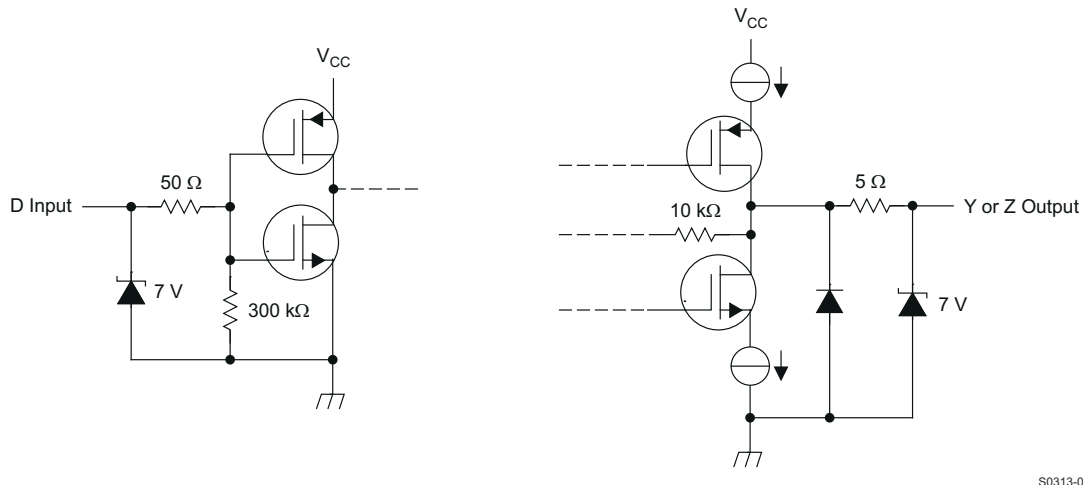 V_CC
50 Ω
D Input
7 V
300 kΩ
V_CC
5 Ω
10 kΩ
Y or Z Output
7 V
S0313-0